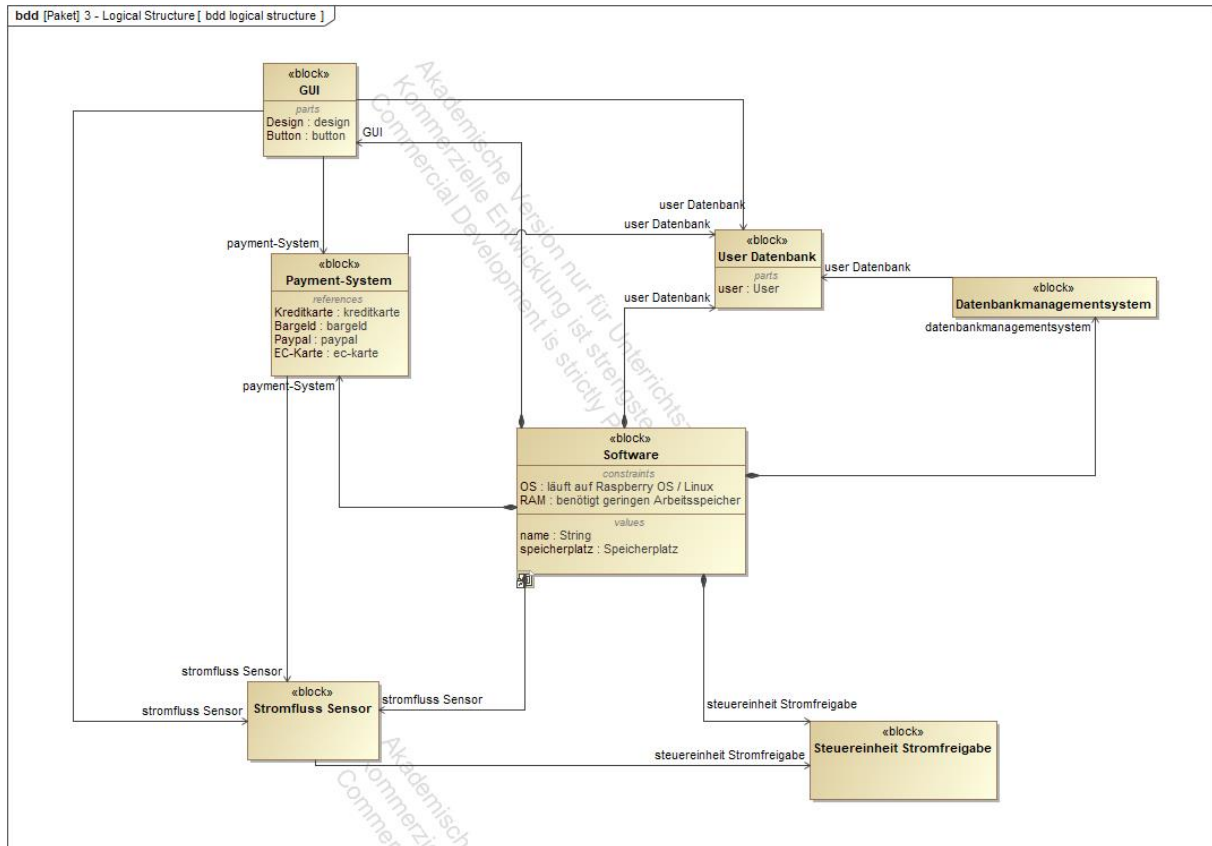 bdd [Paket] 3 - Logical Structure [ bdd logical structure ]
«block»
GUI
parts
Design : design
Button : button
GUI
Akademische Version nur für Unterrichts
Kommerzielle Entwicklung ist strengste
Commercial Development is strictly
user Datenbank
user Datenbank
payment-System
«block»
User Datenbank
parts
user : User
user Datenbank
«block»
Datenbankmanagementsystem
datenbankmanagementsystem
«block»
Payment-System
references
Kreditkarte : kreditkarte
Bargeld : bargeld
Paypal : paypal
EC-Karte : ec-karte
user Datenbank
payment-System
«block»
Software
constraints
OS : läuft auf Raspberry OS / Linux
RAM : benötigt geringen Arbeitsspeicher
values
name : String
speicherplatz : Speicherplatz
stromfluss Sensor
stromfluss Sensor
«block»
Stromfluss Sensor
stromfluss Sensor
steuereinheit Stromfreigabe
«block»
Steuereinheit Stromfreigabe
steuereinheit Stromfreigabe
Akademisch
Kommerzi
Comme